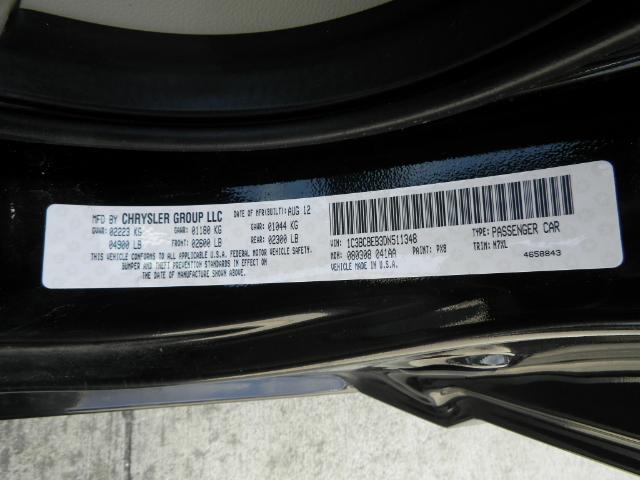 MFD BY CHRYSLER GROUP LLC DATE OF MFR(BUILT): AUG 12
GVWR: 02223 KG GAWR: 01180 KG GAWR: 01044 KG
04900 LB FRONT: 02600 LB REAR: 02300 LB
THIS VEHICLE CONFORMS TO ALL APPLICABLE U.S.A. FEDERAL MOTOR VEHICLE SAFETY,
BUMPER AND THEFT PREVENTION STANDARDS IN EFFECT ON
THE DATE OF MANUFACTURE SHOWN ABOVE.
VIN: 1C3BCBEB3DN511348 TYPE: PASSENGER CAR
MDH: 080308 041AA PAINT: PX8 TRIM: M7XL
VEHICLE MADE IN U.S.A. 4658843